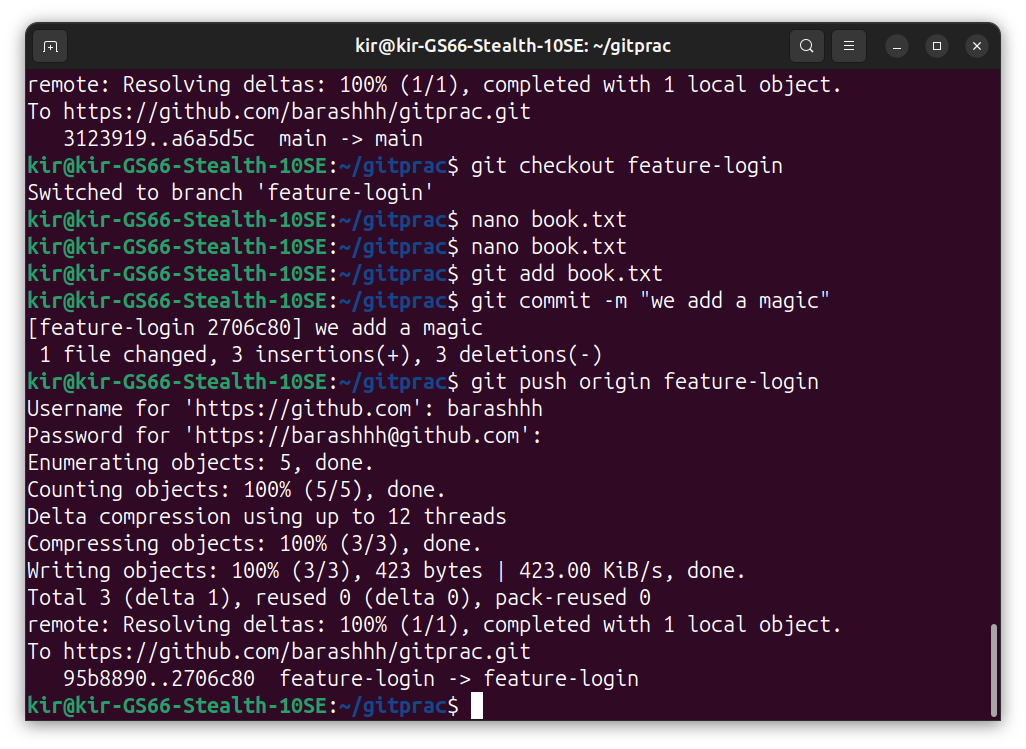 kir@kir-GS66-Stealth-10SE: ~/gitprac
remote: Resolving deltas: 100% (1/1), completed with 1 local object.
To https://github.com/barashhh/gitprac.git
   3123919..a6a5d5c  main -> main
kir@kir-GS66-Stealth-10SE:~/gitprac$ git checkout feature-login
Switched to branch 'feature-login'
kir@kir-GS66-Stealth-10SE:~/gitprac$ nano book.txt
kir@kir-GS66-Stealth-10SE:~/gitprac$ nano book.txt
kir@kir-GS66-Stealth-10SE:~/gitprac$ git add book.txt
kir@kir-GS66-Stealth-10SE:~/gitprac$ git commit -m "we add a magic"
[feature-login 2706c80] we add a magic
 1 file changed, 3 insertions(+), 3 deletions(-)
kir@kir-GS66-Stealth-10SE:~/gitprac$ git push origin feature-login
Username for 'https://github.com': barashhh
Password for 'https://barashhh@github.com':
Enumerating objects: 5, done.
Counting objects: 100% (5/5), done.
Delta compression using up to 12 threads
Compressing objects: 100% (3/3), done.
Writing objects: 100% (3/3), 423 bytes | 423.00 KiB/s, done.
Total 3 (delta 1), reused 0 (delta 0), pack-reused 0
remote: Resolving deltas: 100% (1/1), completed with 1 local object.
To https://github.com/barashhh/gitprac.git
   95b8890..2706c80  feature-login -> feature-login
kir@kir-GS66-Stealth-10SE:~/gitprac$